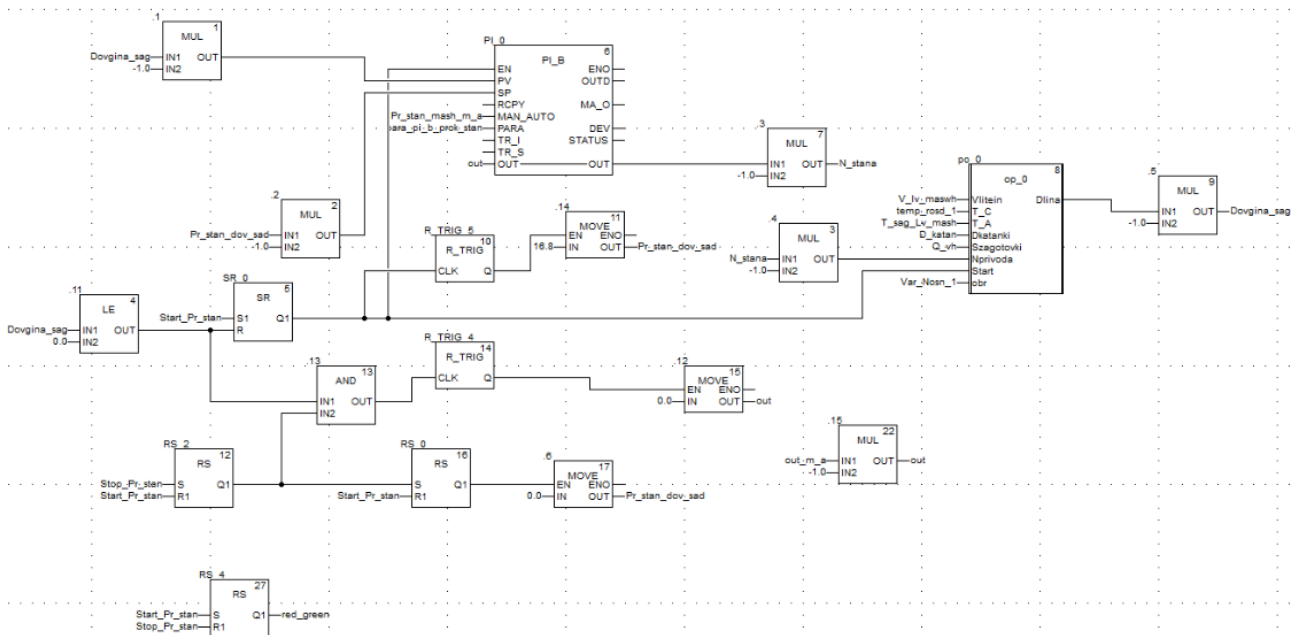 .1
1
MUL
Dovgina_sag IN1 OUT
-1.0 IN2
PI_0
6
PI_B
EN ENO
PV OUTD
SP
RCPY MA_O
Pr_stan_mash_m_a MAN_AUTO
para_pi_b_prok_stan PARA DEV
TR_I STATUS
TR_S
out OUT OUT
.3
7
MUL
IN1 OUT N_stana
-1.0 IN2
po_0
8
op_0
V_lv_maswh Vlitein Dlina
temp_rosd_1 T_C
T_sag_Lv_mash T_A
D_katan Dkatanki
Q_vh Szagotovki
Nprivoda
Start
Var_Nosn_1 obr
.5
9
MUL
IN1 OUT Dovgina_sag
-1.0 IN2
.2
2
MUL
Pr_stan_dov_sad IN1 OUT
-1.0 IN2
.14
11
MOVE
EN ENO
16.8 IN OUT Pr_stan_dov_sad
R_TRIG_5
10
R_TRIG
CLK Q
.4
3
MUL
N_stana IN1 OUT
-1.0 IN2
SR_0
5
SR
Start_Pr_stan S1 Q1
R
.11
4
LE
Dovgina_sag IN1 OUT
0.0 IN2
R_TRIG_4
14
R_TRIG
CLK Q
.13
13
AND
IN1 OUT
IN2
.12
15
MOVE
EN ENO
0.0 IN OUT out
.15
22
MUL
out_m_a IN1 OUT out
-1.0 IN2
RS_2
12
RS
Stop_Pr_stan S Q1
Start_Pr_stan R1
RS_0
16
RS
S Q1
Start_Pr_stan R1
.6
17
MOVE
EN ENO
0.0 IN OUT Pr_stan_dov_sad
RS_4
27
RS
Start_Pr_stan S Q1 red_green
Stop_Pr_stan R1